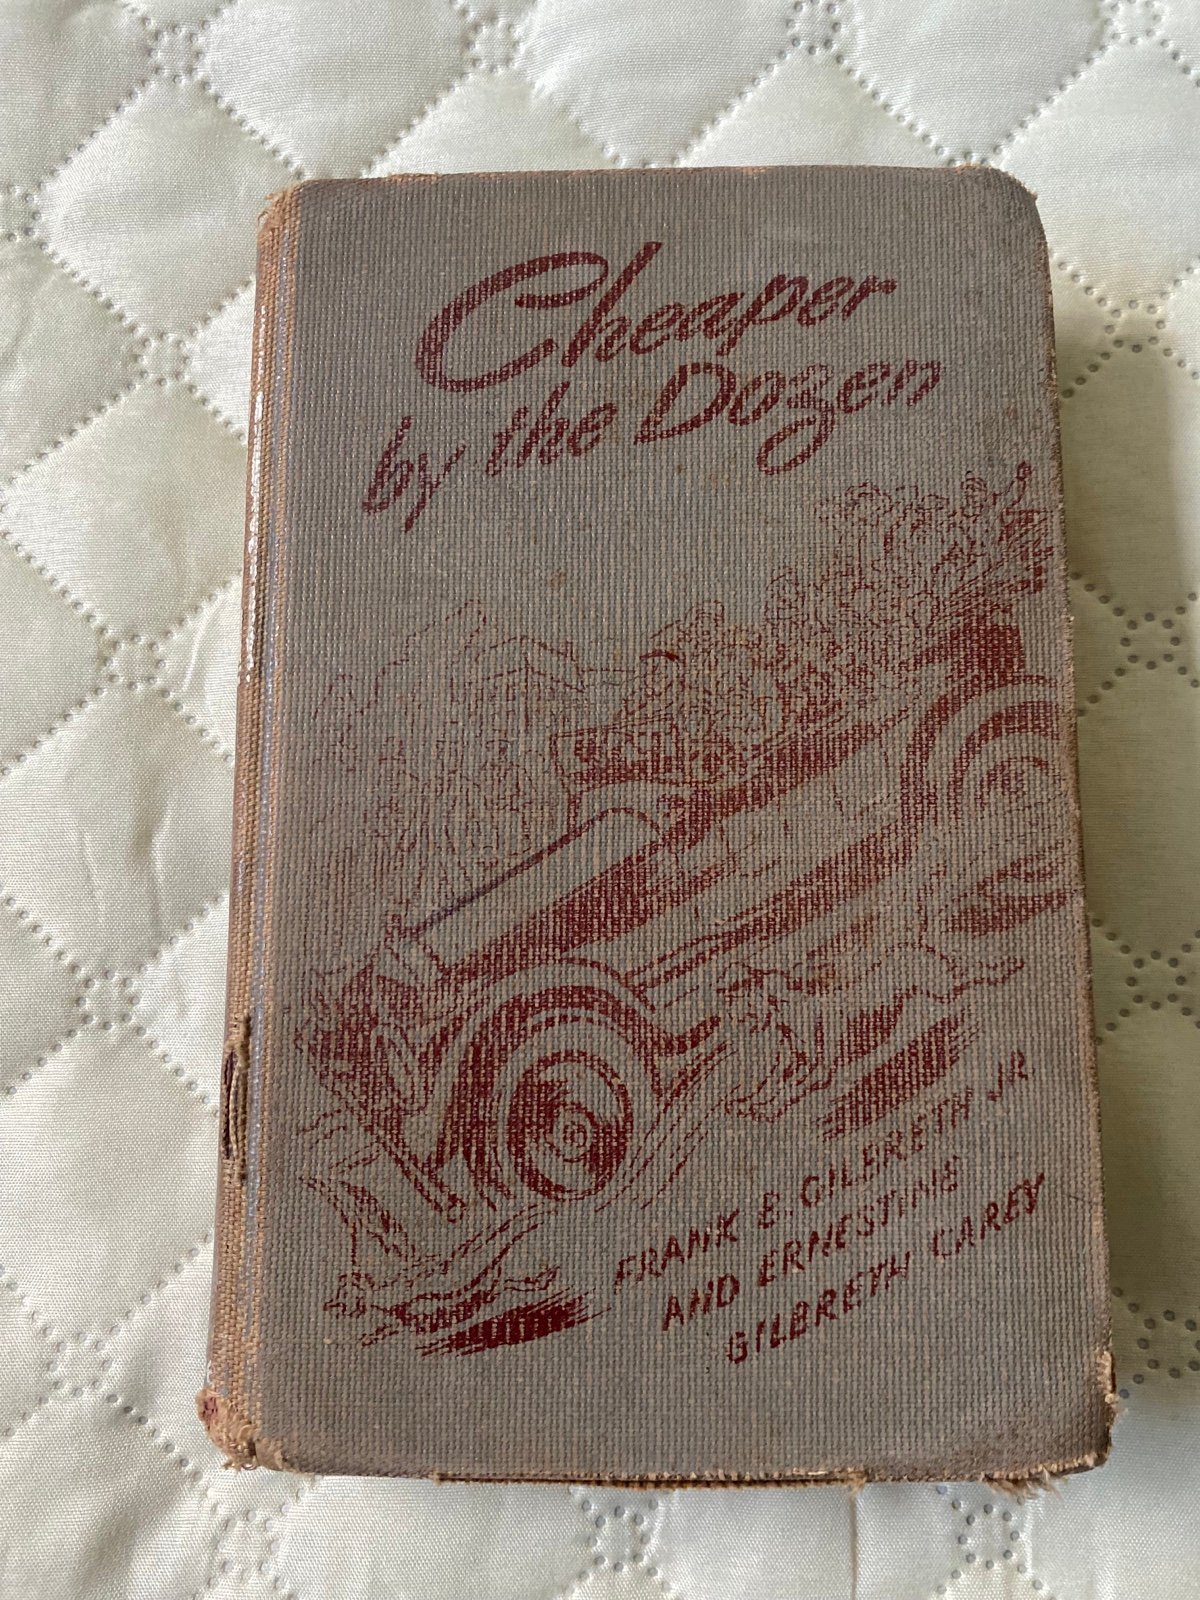 Cheaper
by the Dozen
FRANK E. GILBRETH JR
AND ERNESTINE
GILBRETH CAREY